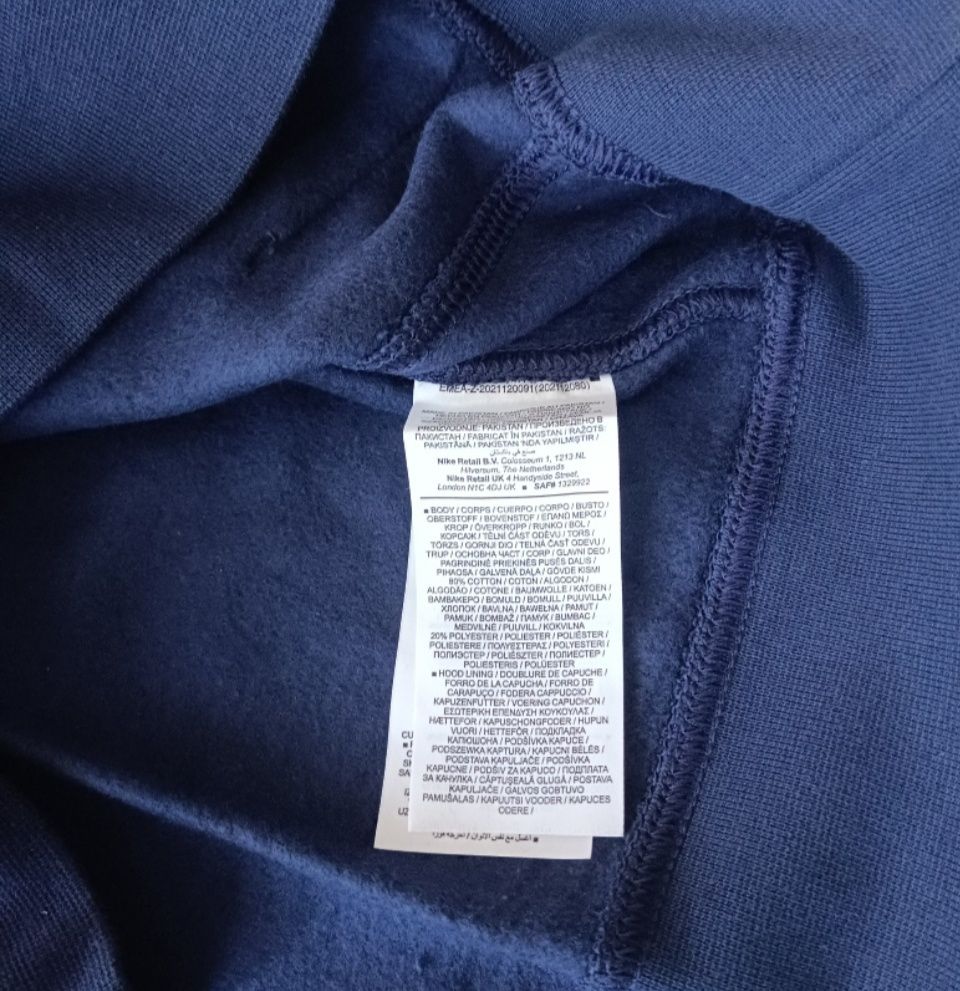 EMEA-Z-2021120091(202112080)
PROIZVODNJE: PAKISTAN / ПРОИЗВЕДЕНО В
ПАКИСТАН / FABRICAT ÎN PAKISTAN / RAŽOTS
PAKISTĀNĀ / PAKISTAN 'NDA YAPILMIŞTIR /
صنع في باكستان
Nike Retail B.V. Colosseum 1, 1213 NL
Hilversum, The Netherlands
Nike Retail UK 4 Handyside Street,
London N1C 4DJ UK ■ SAF# 1329922
■ BODY / CORPS / CUERPO / CORPO / BUSTO /
OBERSTOFF / BOVENSTOF / ΕΠΑΝΩ ΜΕΡΟΣ /
KROP / ÖVERKROPP / RUNKO / BOL /
КОРСАЖ / TĚLNÍ ČÁST ODĚVU / TORS /
TÖRZS / GORNJI DIO / TELNÁ ČASŤ ODEVU /
TRUP / ОСНОВНА ЧАСТ / CORP / GLAVNI DEO /
PAGRINDINĖ PRIEKINĖS PUSĖS DALIS /
PIHAOSA / GALVENĀ DAĻA / GÖVDE KISMI
80% COTTON / COTON / ALGODON /
ALGODÃO / COTONE / BAUMWOLLE / KATOEN /
ΒΑΜΒΑΚΕΡΟ / BOMULD / BOMULL / PUUVILLA /
ХЛОПОК / BAVLNA / BAWEŁNA / PAMUT /
PAMUK / BOMBAŽ / ПАМУК / BUMBAC /
MEDVILNĖ / PUUVILL / KOKVILNA
20% POLYESTER / POLIESTER / POLIÉSTER /
POLIESTERE / ΠΟΛΥΕΣΤΕΡΑΣ / POLYESTERI /
ПОЛИЭСТЕР / POLIÉSZTER / ПОЛИЕСТЕР /
POLIESTERIS / POLÜESTER
■ HOOD LINING / DOUBLURE DE CAPUCHE /
FORRO DE LA CAPUCHA / FORRO DE
CARAPUÇO / FODERA CAPPUCCIO /
KAPUZENFUTTER / VOERING CAPUCHON /
ΕΣΩΤΕΡΙΚΗ ΕΠΕΝΔΥΣΗ ΚΟΥΚΟΥΛΑΣ /
HÆTTEFOR / KAPUSCHONGFODER / HUPUN
VUORI / HETTEFÔR / ПОДКЛАДКА
КАПЮШОНА / PODŠÍVKA KAPUCE /
PODSZEWKA KAPTURA / KAPUCNI BÉLÉS /
PODSTAVA KAPULJAČE / PODŠÍVKA
KAPUCNE / PODŠIV ZA KAPUCO / ПОДПЛАТА
ЗА КАЧУЛКА / CĂPTUȘEALĂ GLUGĂ / POSTAVA
KAPULJAČE / GALVOS GOBTUVO
PAMUŠALAS / KAPUUTSI VOODER / KAPUCES
ODERE /